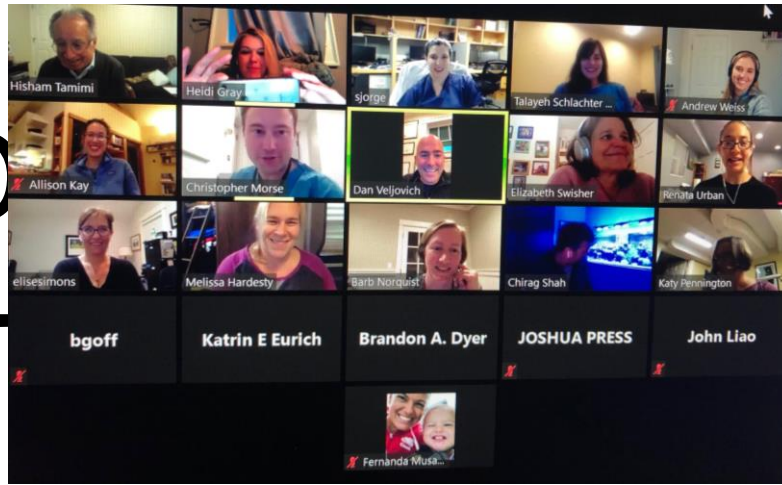 Hisham Tamimi
Heidi Gray
sjorge
Talayeh Schlachter ...
Andrew Weiss
Allison Kay
Christopher Morse
Dan Veljovich
Elizabeth Swisher
Renata Urban
elisesimons
Melissa Hardesty
Barb Norquist
Chirag Shah
Katy Pennington
bgoff
Katrin E Eurich
Brandon A. Dyer
JOSHUA PRESS
John Liao
Fernanda Musa...